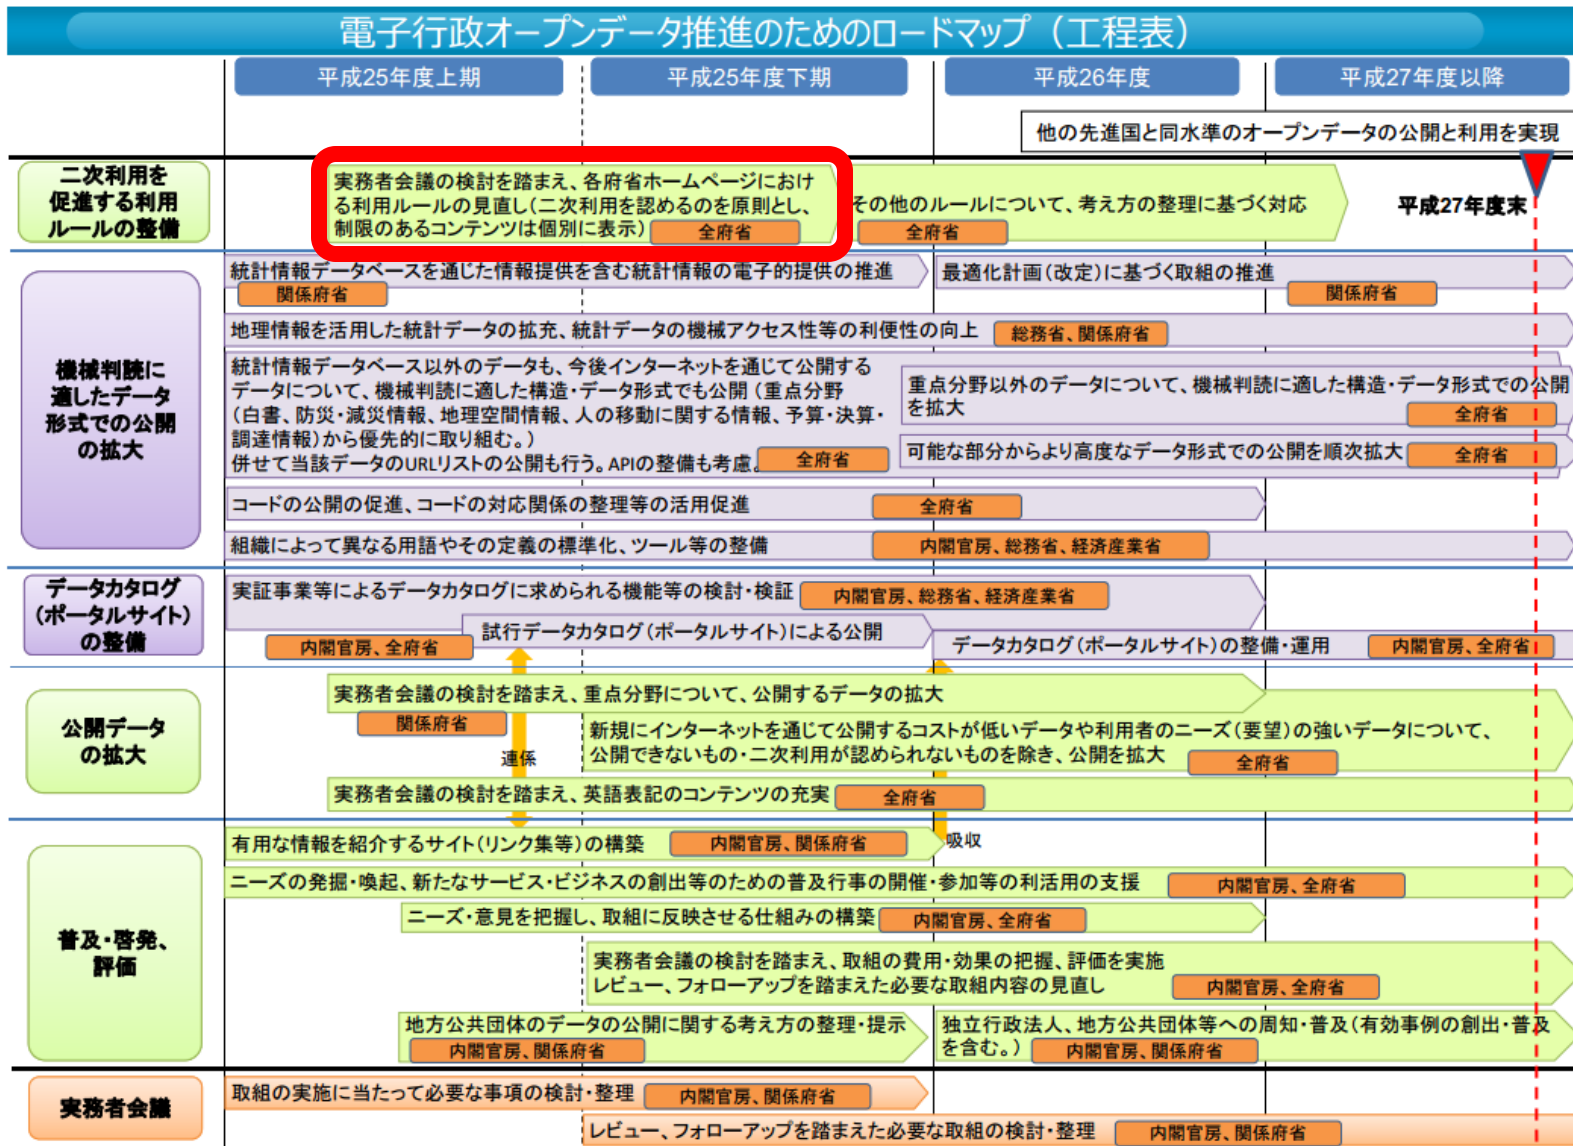 電子行政オープンデータ推進のためのロードマップ（工程表）
平成25年度上期
平成25年度下期
平成26年度
平成27年度以降
他の先進国と同水準のオープンデータの公開と利用を実現
平成27年度末
二次利用を
促進する利用
ルールの整備
実務者会議の検討を踏まえ、各府省ホームページにおけ
る利用ルールの見直し（二次利用を認めるのを原則とし、
制限のあるコンテンツは個別に表示）
全府省
その他のルールについて、考え方の整理に基づく対応
全府省
機械判読に
適したデータ
形式での公開
の拡大
統計情報データベースを通じた情報提供を含む統計情報の電子的提供の推進
関係府省
最適化計画（改定）に基づく取組の推進
関係府省
地理情報を活用した統計データの拡充、統計データの機械アクセス性等の利便性の向上
総務省、関係府省
統計情報データベース以外のデータも、今後インターネットを通じて公開する
データについて、機械判読に適した構造・データ形式でも公開（重点分野
（白書、防災・減災情報、地理空間情報、人の移動に関する情報、予算・決算・
調達情報）から優先的に取り組む。）
併せて当該データのURLリストの公開も行う。APIの整備も考慮。
全府省
重点分野以外のデータについて、機械判読に適した構造・データ形式での公開
を拡大
全府省
可能な部分からより高度なデータ形式での公開を順次拡大
全府省
コードの公開の促進、コードの対応関係の整理等の活用促進
全府省
組織によって異なる用語やその定義の標準化、ツール等の整備
内閣官房、総務省、経済産業省
データカタログ
（ポータルサイト）
の整備
実証事業等によるデータカタログに求められる機能等の検討・検証
内閣官房、総務省、経済産業省
試行データカタログ（ポータルサイト）による公開
内閣官房、全府省
データカタログ（ポータルサイト）の整備・運用
内閣官房、全府省
公開データ
の拡大
実務者会議の検討を踏まえ、重点分野について、公開するデータの拡大
関係府省
新規にインターネットを通じて公開するコストが低いデータや利用者のニーズ（要望）の強いデータについて、
公開できないもの・二次利用が認められないものを除き、公開を拡大
全府省
連係
実務者会議の検討を踏まえ、英語表記のコンテンツの充実
全府省
普及・啓発、
評価
有用な情報を紹介するサイト（リンク集等）の構築
内閣官房、関係府省
吸収
ニーズの発掘・喚起、新たなサービス・ビジネスの創出等のための普及行事の開催・参加等の利活用の支援
内閣官房、全府省
ニーズ・意見を把握し、取組に反映させる仕組みの構築
内閣官房、全府省
実務者会議の検討を踏まえ、取組の費用・効果の把握、評価を実施
レビュー、フォローアップを踏まえた必要な取組内容の見直し
内閣官房、全府省
地方公共団体のデータの公開に関する考え方の整理・提示
内閣官房、関係府省
独立行政法人、地方公共団体等への周知・普及（有効事例の創出・普及
を含む。）
内閣官房、関係府省
実務者会議
取組の実施に当たって必要な事項の検討・整理
内閣官房、関係府省
レビュー、フォローアップを踏まえた必要な取組の検討・整理
内閣官房、関係府省